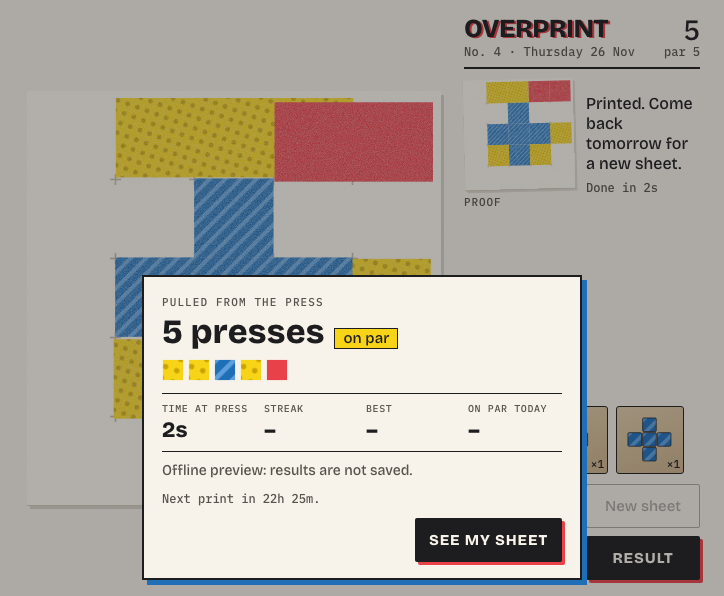 OVERPRINT
5
No. 4 · Thursday 26 Nov
par 5
Printed. Come
back
tomorrow for
a new sheet.
Done in 2s
PROOF
PULLED FROM THE PRESS
5 presses
on par
TIME AT PRESS
STREAK
BEST
ON PAR TODAY
2s
–
–
–
Offline preview: results are not saved.
Next print in 22h 25m.
SEE MY SHEET
×1
×1
New sheet
RESULT